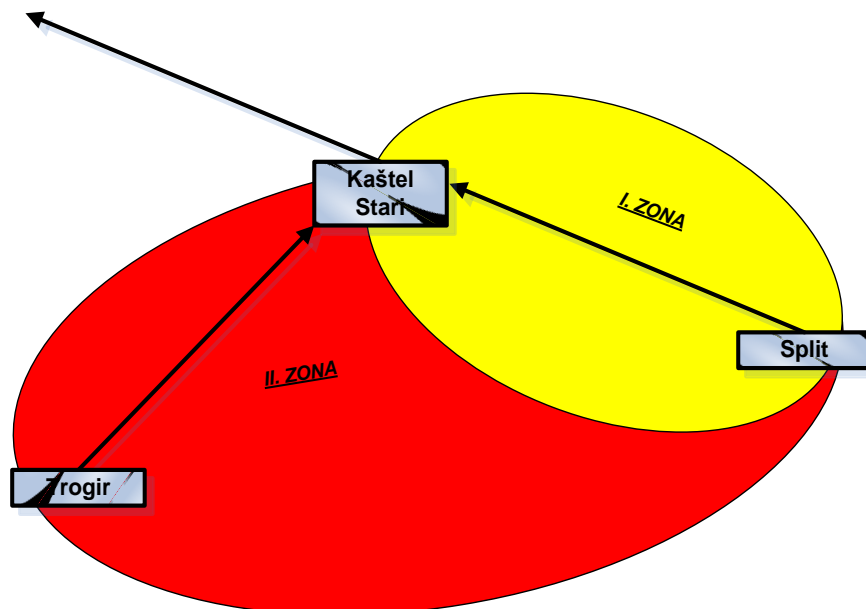 Kaštel
Stari
I. ZONA
Split
II. ZONA
Trogir